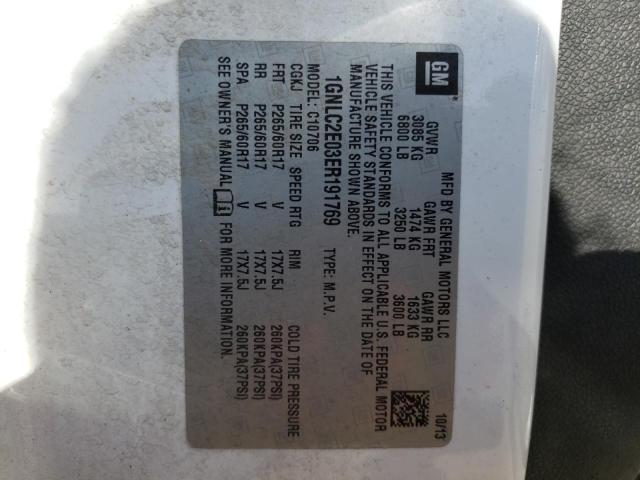 GM
MFD BY GENERAL MOTORS LLC 10/13
GVWR GAWR FRT GAWR RR
3085 KG 1474 KG 1633 KG
6800 LB 3250 LB 3600 LB
THIS VEHICLE CONFORMS TO ALL APPLICABLE U.S. FEDERAL MOTOR
VEHICLE SAFETY STANDARDS IN EFFECT ON THE DATE OF
MANUFACTURE SHOWN ABOVE.
1GNLC2E03ER191769 TYPE: M.P.V.
MODEL: C10706
CGKJ TIRE SIZE SPEED RTG RIM COLD TIRE PRESSURE
FRT P265/60R17 V 17X7.5J 260KPA(37PSI)
RR P265/60R17 V 17X7.5J 260KPA(37PSI)
SPA P265/60R17 V 17X7.5J 260KPA(37PSI)
SEE OWNER'S MANUAL FOR MORE INFORMATION.